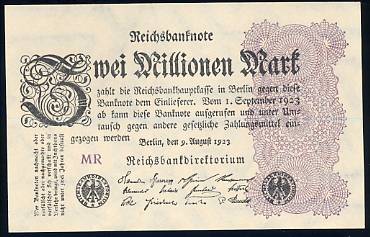 Reichsbanknote
Zwei Millionen Mark
zahlt die Reichsbankhauptkasse in Berlin gegen diese
Banknote dem Einlieferer. Vom 1. September 1923
ab kann diese Banknote aufgerufen und unter Um-
tausch gegen andere gesetzliche Zahlungsmittel ein-
gezogen werden
Berlin, den 9. August 1923
MR
Reichsbankdirektorium